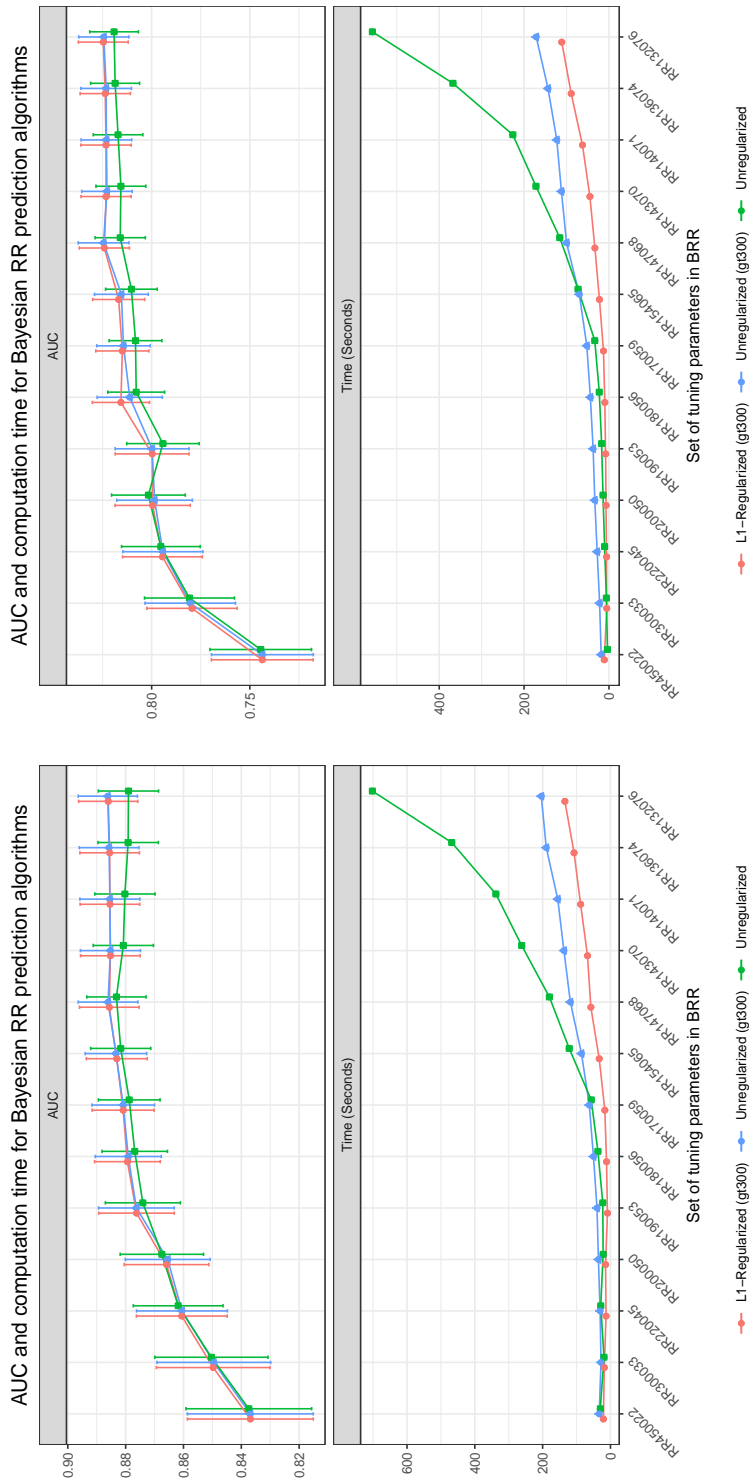 AUC and computation time for Bayesian RR prediction algorithms
AUC
0.90
0.88
0.86
0.84
0.82
Time (Seconds)
600
400
200
0
RR450022
RR300033
RR220045
RR200050
RR190053
RR180056
RR170059
RR154065
RR147068
RR143070
RR140071
RR136074
RR132076
Set of tuning parameters in BRR
L1−Regularized (gt300) Unregularized (gt300) Unregularized
AUC and computation time for Bayesian RR prediction algorithms
AUC
0.80
0.75
Time (Seconds)
400
200
0
RR450022
RR300033
RR220045
RR200050
RR190053
RR180056
RR170059
RR154065
RR147068
RR143070
RR140071
RR136074
RR132076
Set of tuning parameters in BRR
L1−Regularized (gt300) Unregularized (gt300) Unregularized